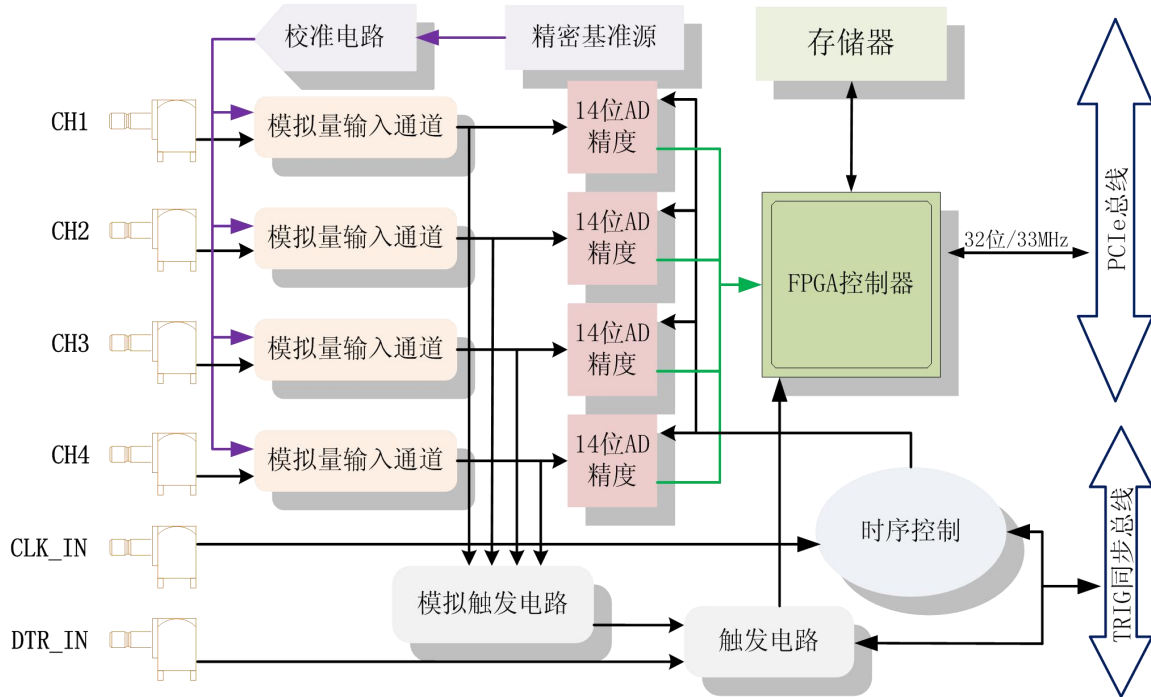 校准电路
精密基准源
存储器
CH1
模拟量输入通道
14位AD
精度
CH2
模拟量输入通道
14位AD
精度
FPGA控制器
32位/33MHz
PCIe总线
CH3
模拟量输入通道
14位AD
精度
CH4
模拟量输入通道
14位AD
精度
CLK_IN
时序控制
TRIG同步总线
模拟触发电路
DTR_IN
触发电路